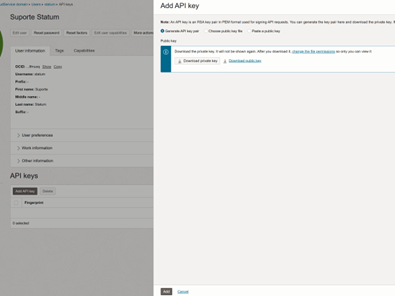 Users › statum › API keys
Suporte Statum
Edit user
Reset password
Reset factors
Edit user capabilities
More actions
User information
Tags
Capabilities
OCID:
Show
Copy
Username: statum
Prefix: -
First name: Suporte
Middle name: -
Last name: Statum
Suffix: -
User preferences
Work information
Other information
API keys
Add API key
Delete
Fingerprint
0 selected
Add API key
Note: An API key is an RSA key pair in PEM format used for signing API requests. You can generate the key pair here and download the private key.
Generate API key pair
Choose public key file
Paste a public key
Public key
Download the private key. It will not be shown again. After you download it, change the file permissions so only you can view it.
Download private key
Download public key
Add
Cancel